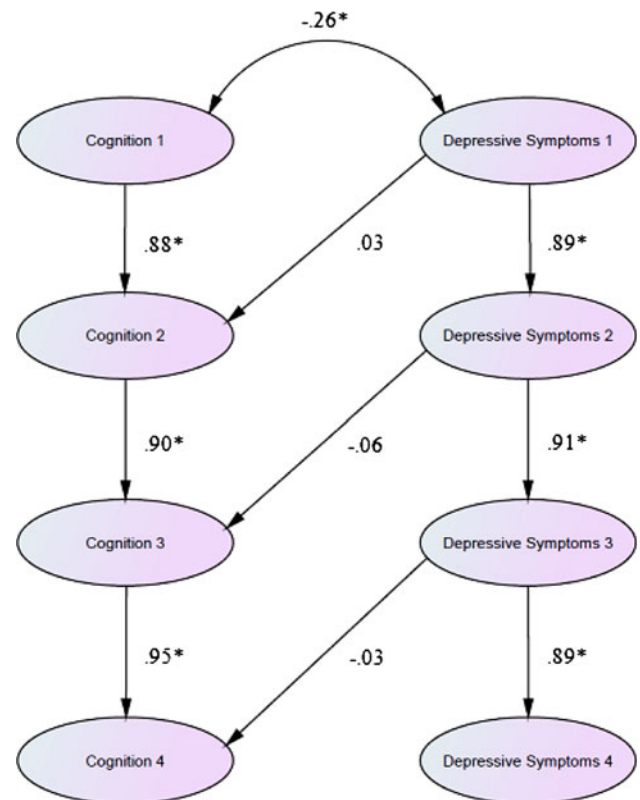 -.26*
Cognition 1
Depressive Symptoms 1
.88*
.03
.89*
Cognition 2
Depressive Symptoms 2
.90*
-.06
.91*
Cognition 3
Depressive Symptoms 3
.95*
-.03
.89*
Cognition 4
Depressive Symptoms 4